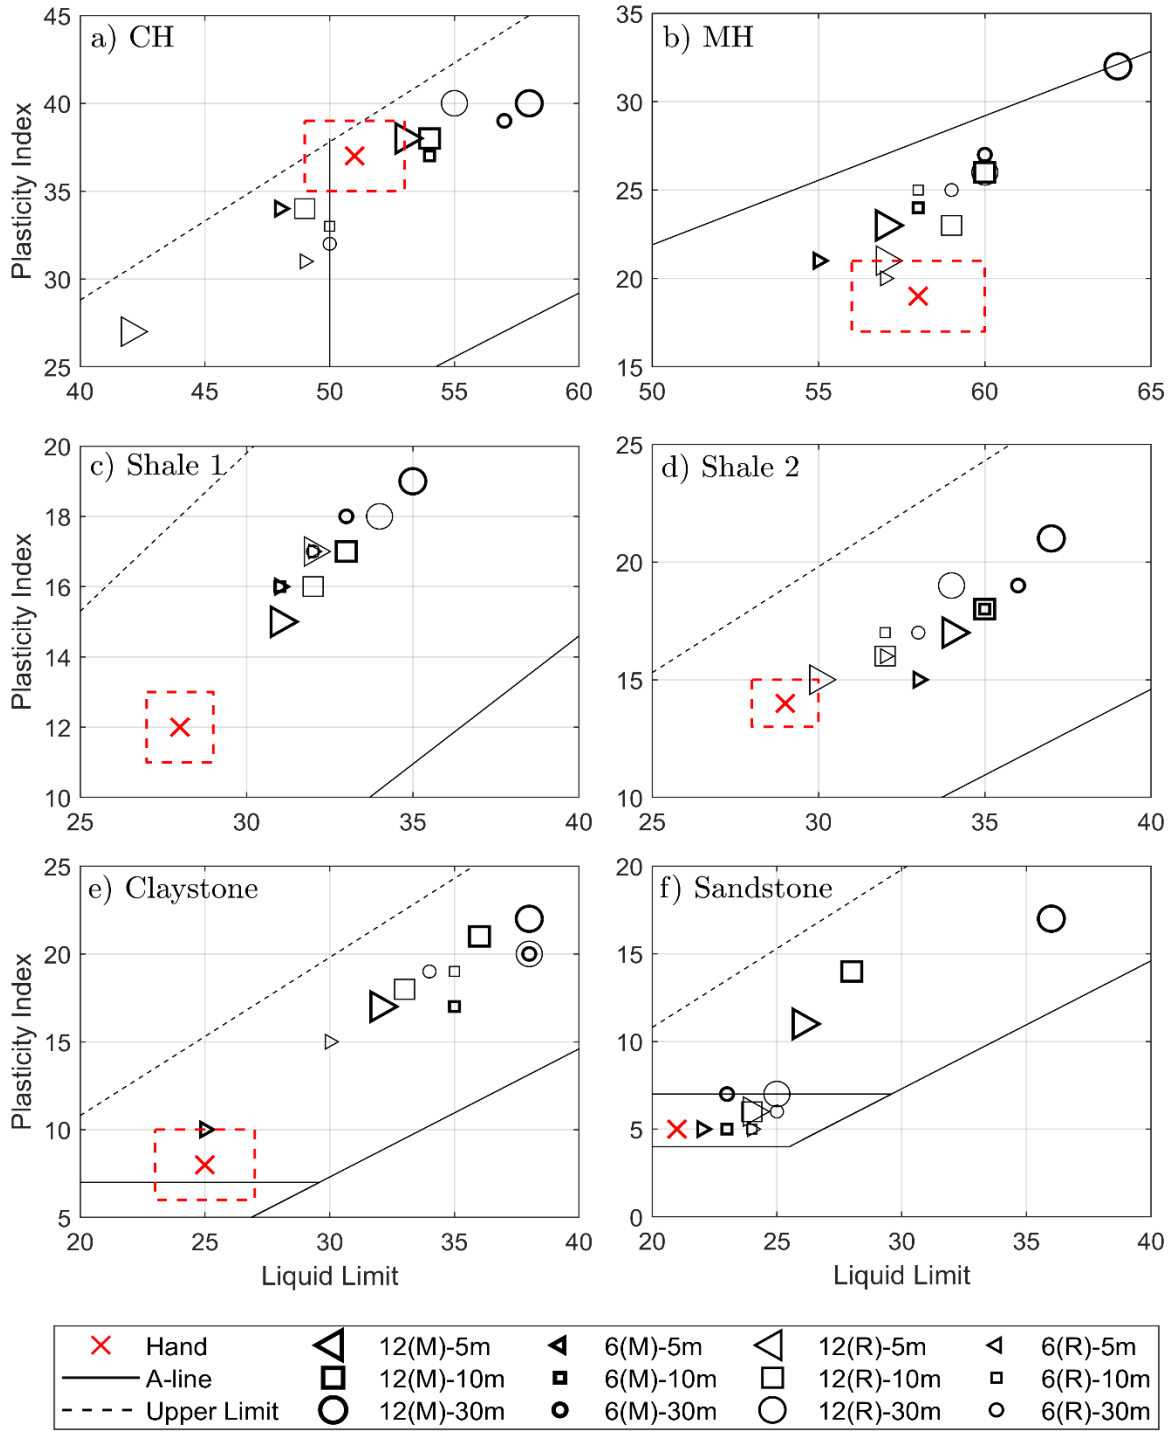 a) CH
45
40
35
30
25
40 45 50 55 60
Plasticity Index
b) MH
35
30
25
20
15
50 55 60 65
c) Shale 1
20
18
16
14
12
10
25 30 35 40
Plasticity Index
d) Shale 2
25
20
15
10
25 30 35 40
e) Claystone
25
20
15
10
5
20 25 30 35 40
Plasticity Index
Liquid Limit
f) Sandstone
20
15
10
5
0
20 25 30 35 40
Liquid Limit
Hand 12(M)-5m 6(M)-5m 12(R)-5m 6(R)-5m
A-line 12(M)-10m 6(M)-10m 12(R)-10m 6(R)-10m
Upper Limit 12(M)-30m 6(M)-30m 12(R)-30m 6(R)-30m